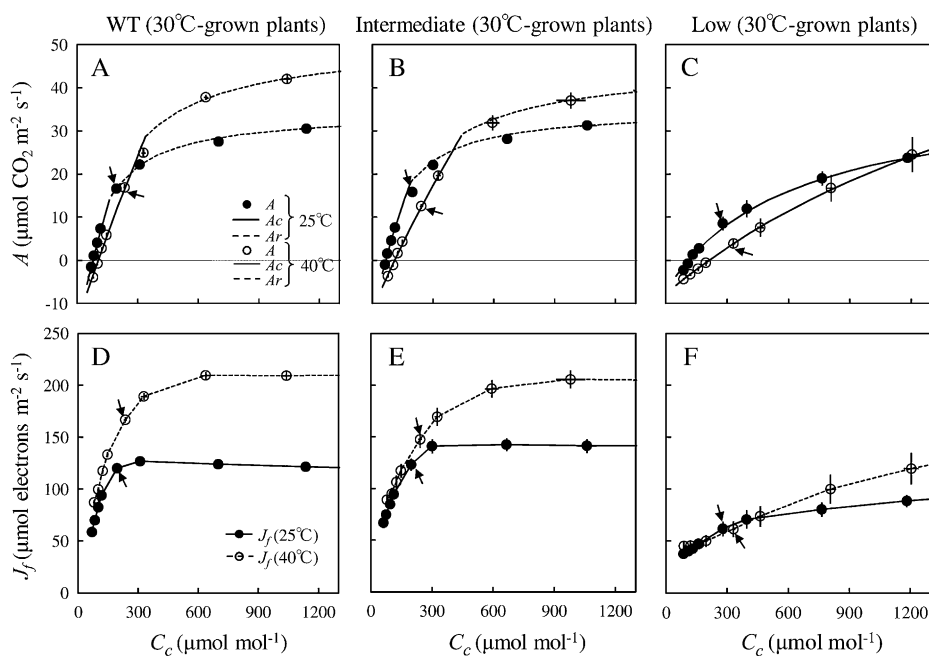 WT (30℃-grown plants)
Intermediate (30℃-grown plants)
Low (30℃-grown plants)
A (μmol CO2 m-2 s-1)
50
40
30
20
10
0
-10
A
B
C
A
Ac
Ar
25℃
A
Ac
Ar
40℃
Jf (μmol electrons m-2 s-1)
250
200
150
100
50
0
D
E
F
Jf (25℃)
Jf (40℃)
0 300 600 900 1200
0 300 600 900 1200
0 300 600 900 1200
Cc (μmol mol-1)
Cc (μmol mol-1)
Cc (μmol mol-1)